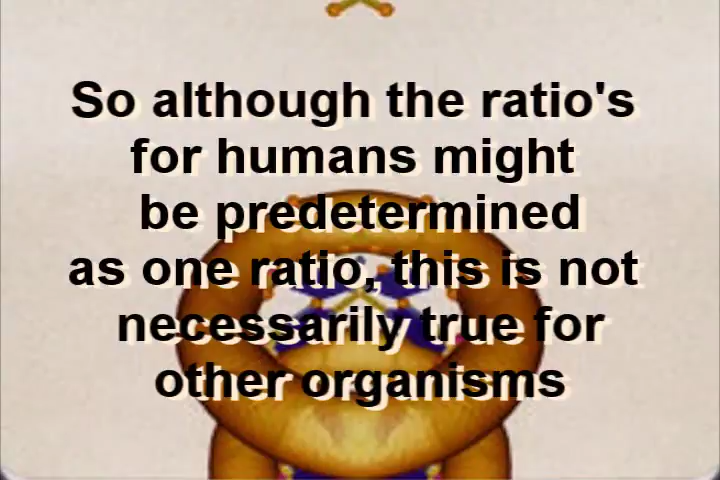 So although the ratio's
for humans might
be predetermined
as one ratio, this is not
necessarily true for
other organisms